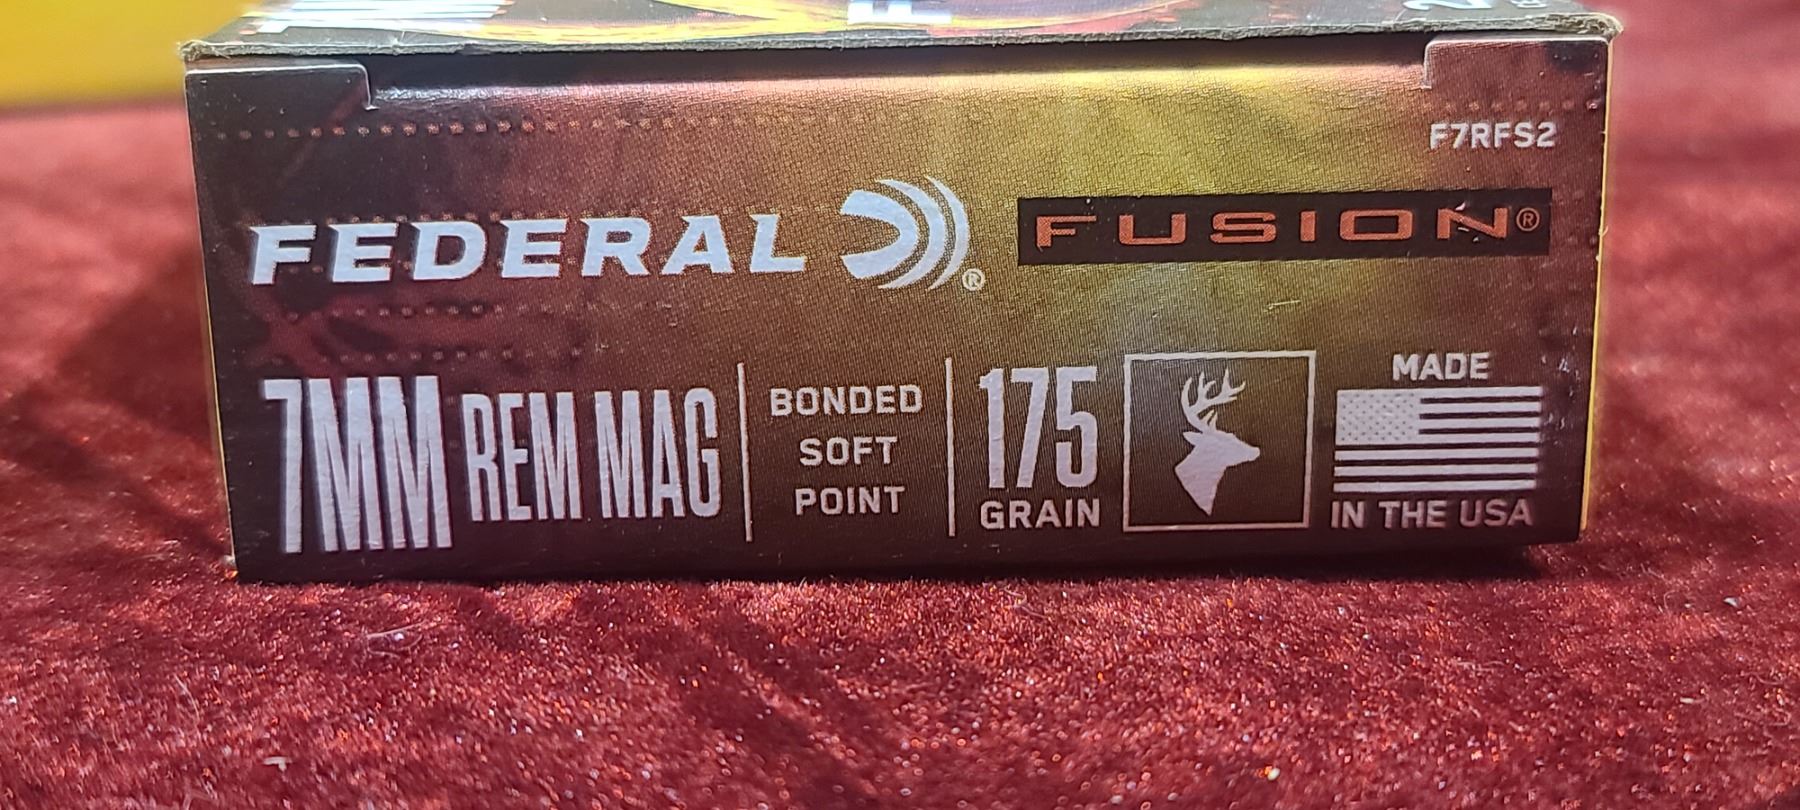 F7RFS2
FEDERAL®
FUSION®
7MM REM MAG
BONDED
SOFT
POINT
175
GRAIN
MADE
IN THE USA